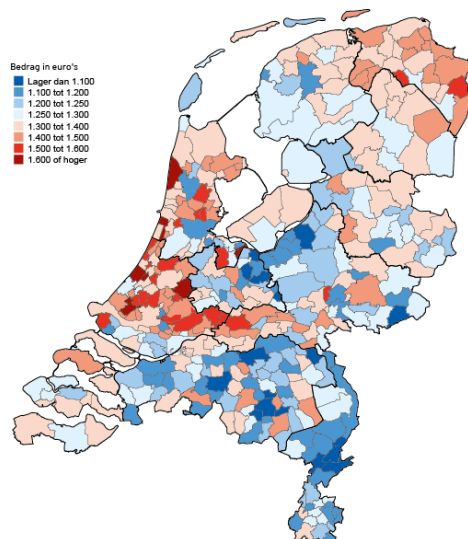 Bedrag in euro's
Lager dan 1.100
1.100 tot 1.200
1.200 tot 1.250
1.250 tot 1.300
1.300 tot 1.400
1.400 tot 1.500
1.500 tot 1.600
1.600 of hoger